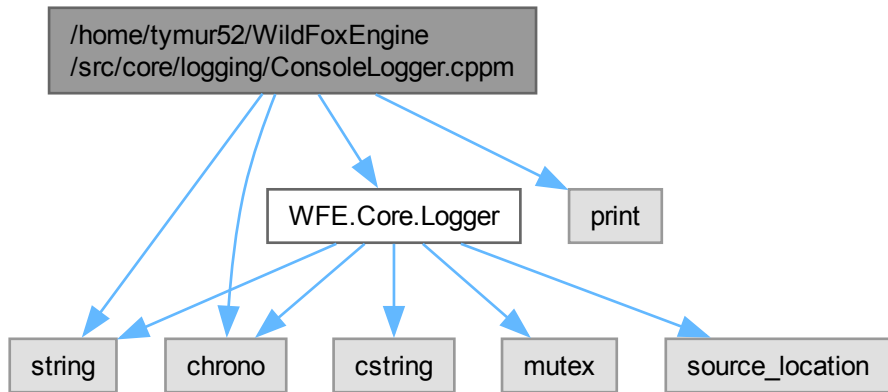 /home/tymur52/WildFoxEngine
/src/core/logging/ConsoleLogger.cppm
WFE.Core.Logger
print
string
chrono
cstring
mutex
source_location